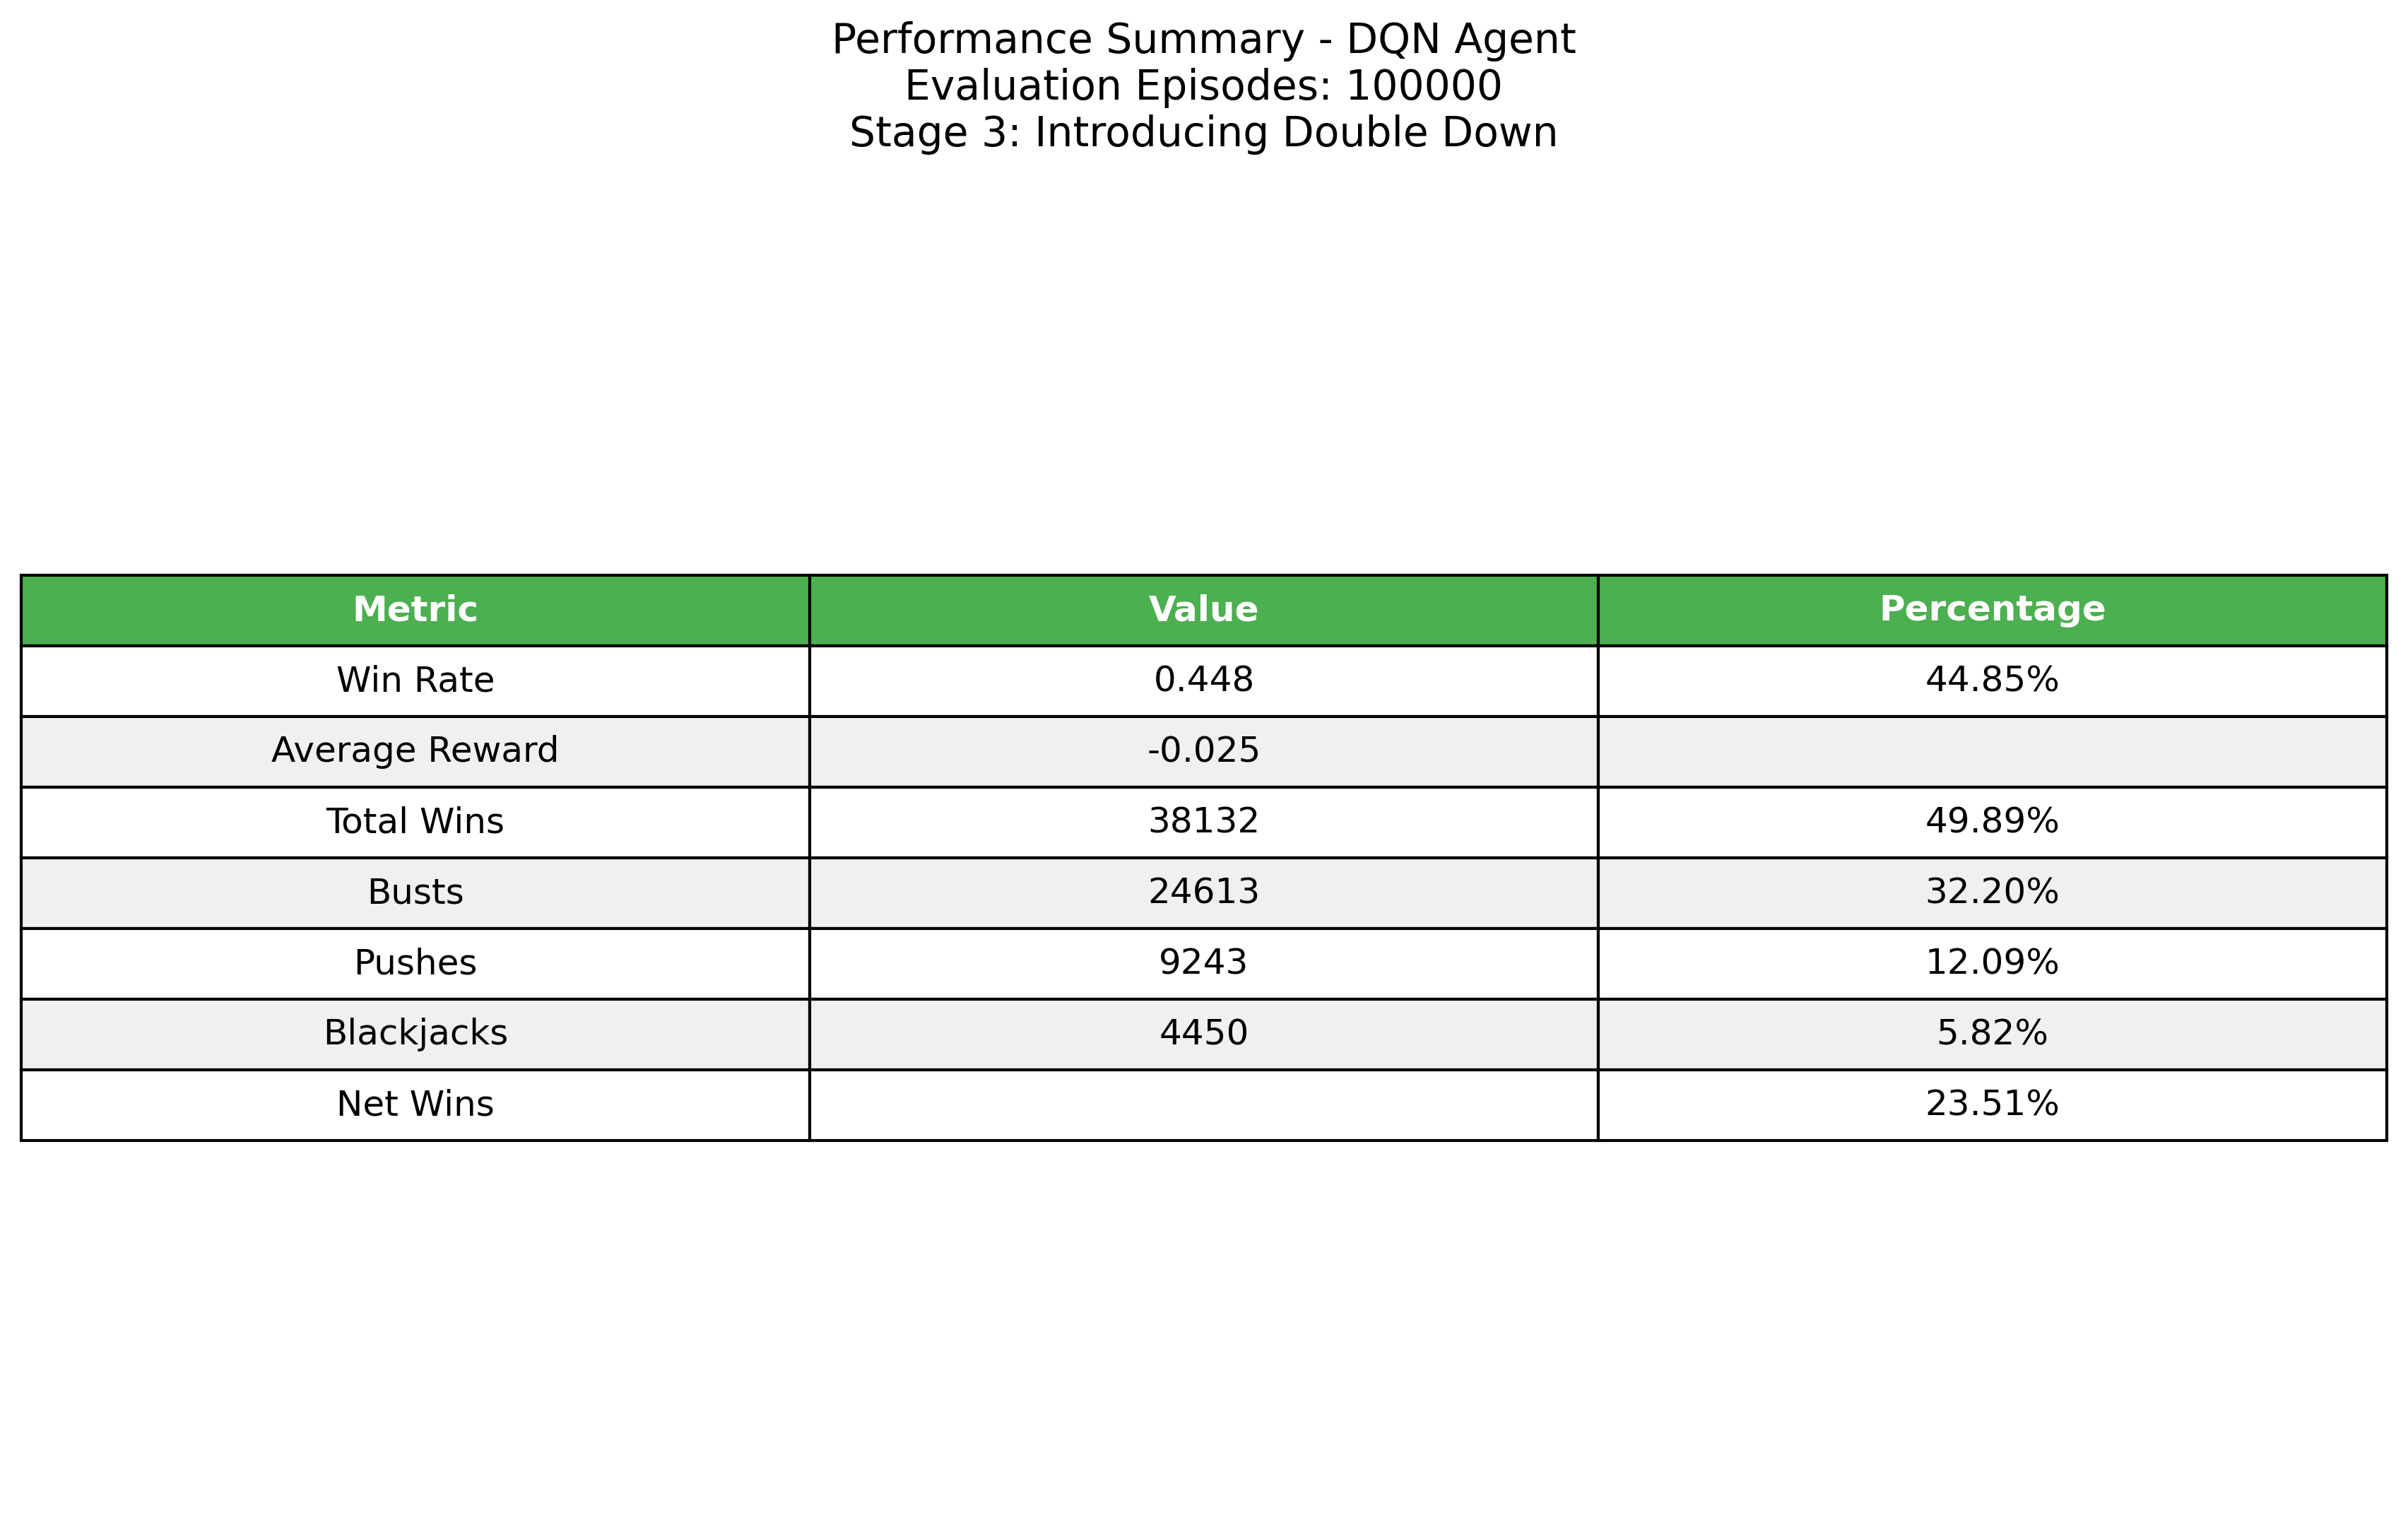 Performance Summary - DQN Agent
Evaluation Episodes: 100000
Stage 3: Introducing Double Down
Metric Value Percentage
Win Rate 0.448 44.85%
Average Reward -0.025
Total Wins 38132 49.89%
Busts 24613 32.20%
Pushes 9243 12.09%
Blackjacks 4450 5.82%
Net Wins 23.51%